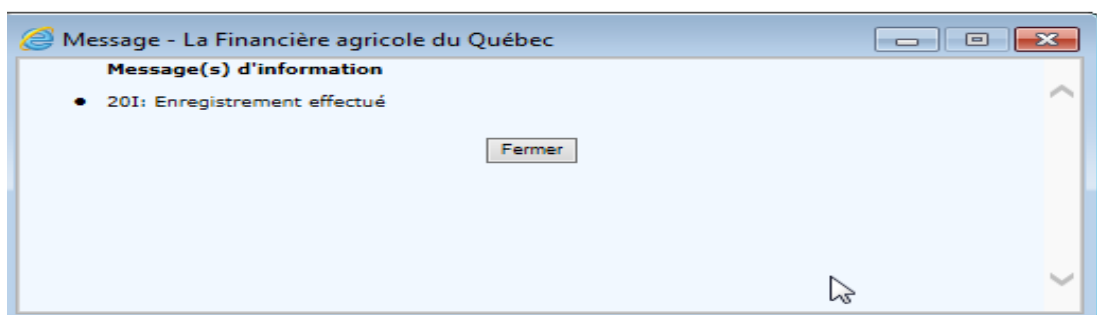 Message - La Financière agricole du Québec
Message(s) d'information
• 20I: Enregistrement effectué
Fermer